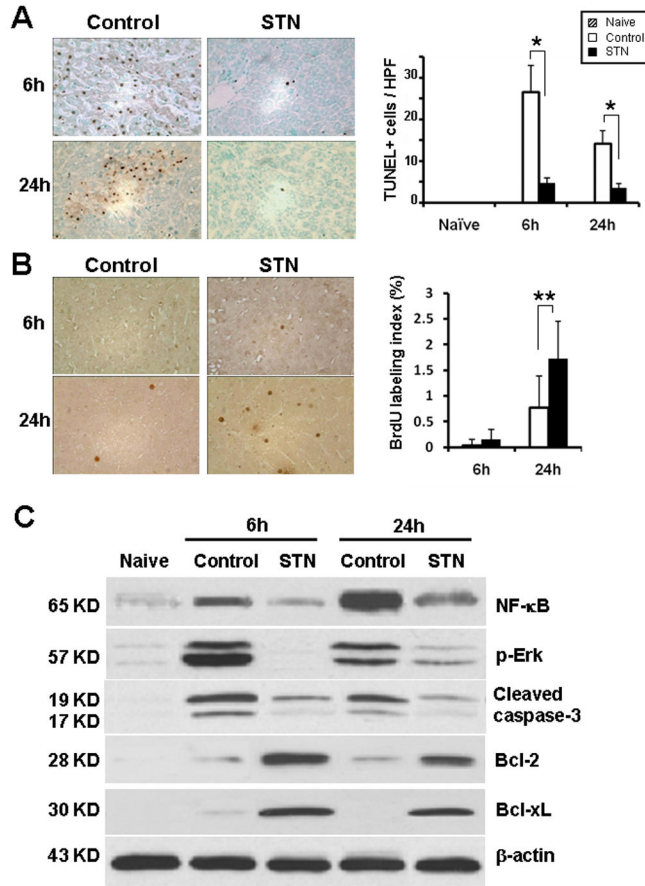 A
Control STN
6h
24h
TUNEL+ cells / HPF
40
30
20
10
0
* *
Naïve 6h 24h
Naive
Control
STN
B
Control STN
6h
24h
BrdU labeling index (%)
3
2.5
2
1.5
1
0.5
0
**
6h 24h
C
6h 24h
Naive Control STN Control STN
65 KD NF-κB
57 KD p-Erk
19 KD Cleaved
17 KD caspase-3
28 KD Bcl-2
30 KD Bcl-xL
43 KD β-actin